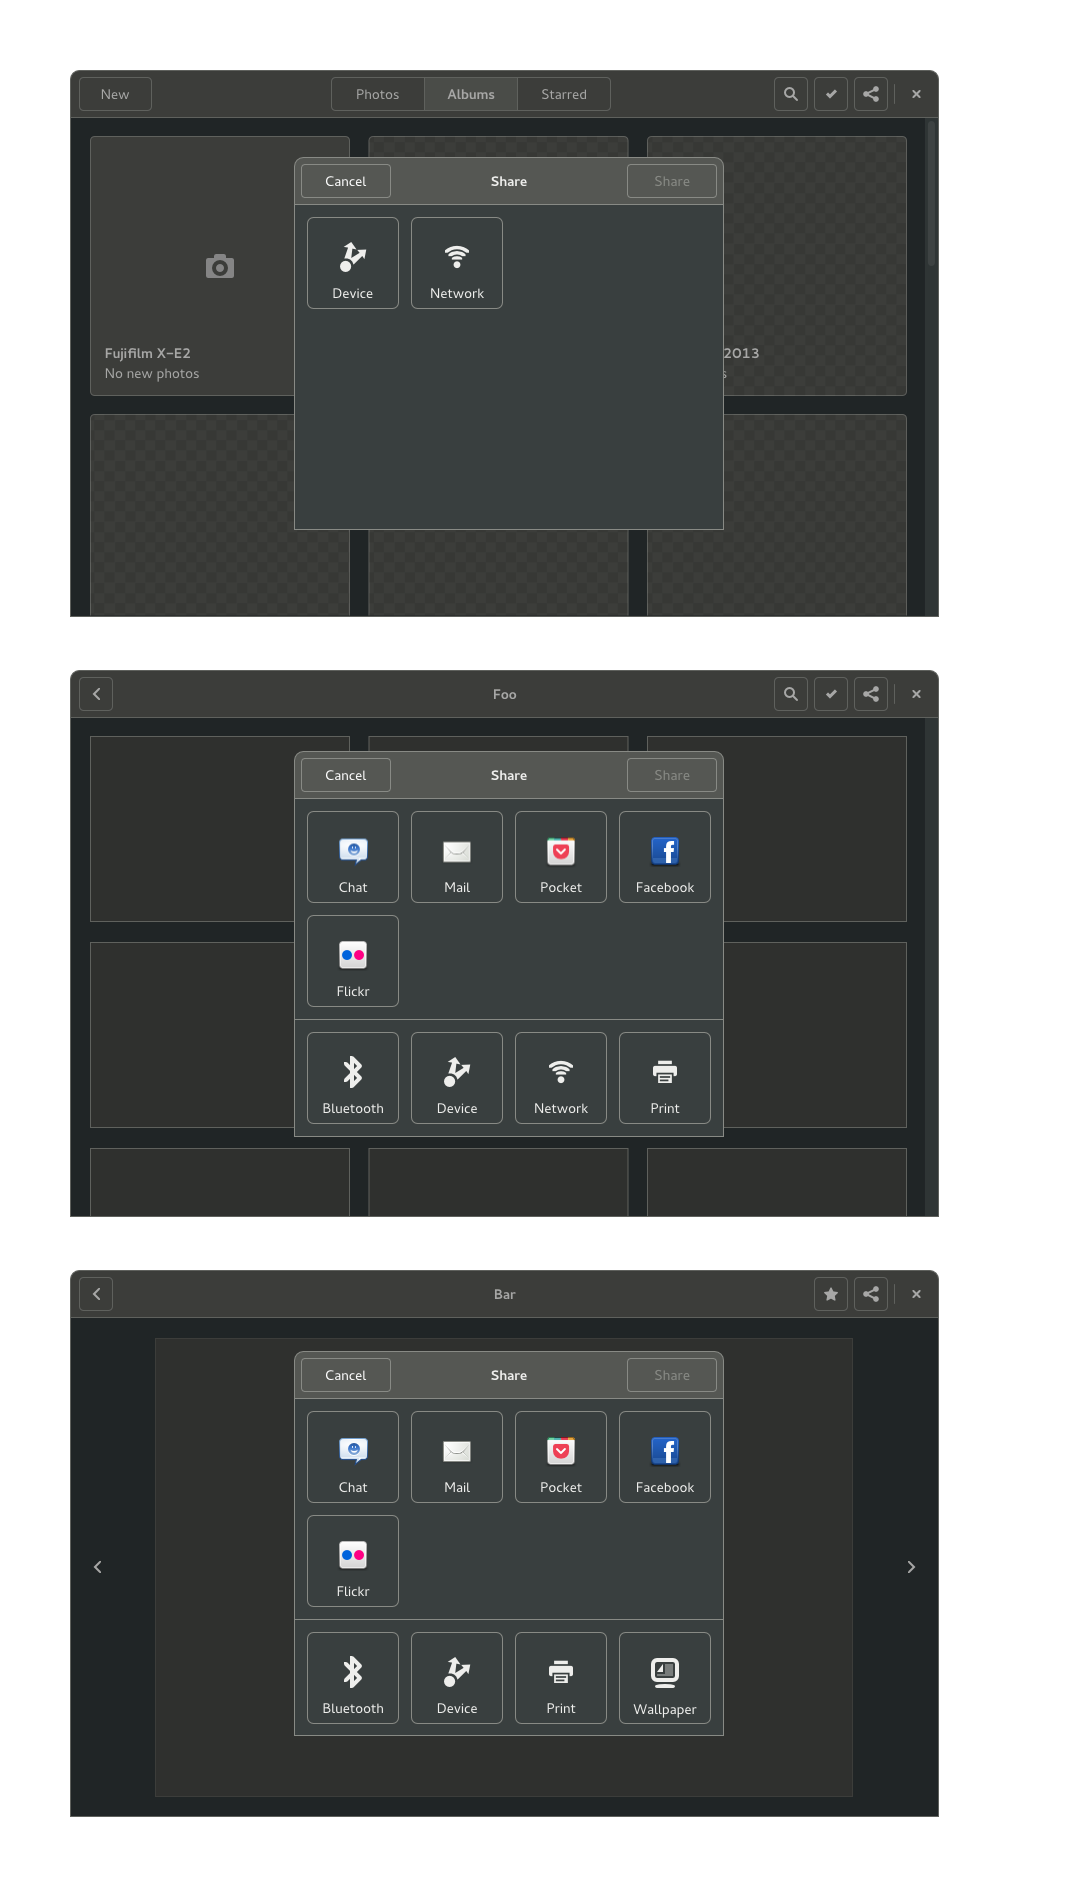 New Photos Albums Starred
Cancel Share Share
Device Network
Fujifilm X-E2 2013
No new photos s
Foo
Cancel Share Share
Chat Mail Pocket Facebook
Flickr
Bluetooth Device Network Print
Bar
Cancel Share Share
Chat Mail Pocket Facebook
Flickr
Bluetooth Device Print Wallpaper